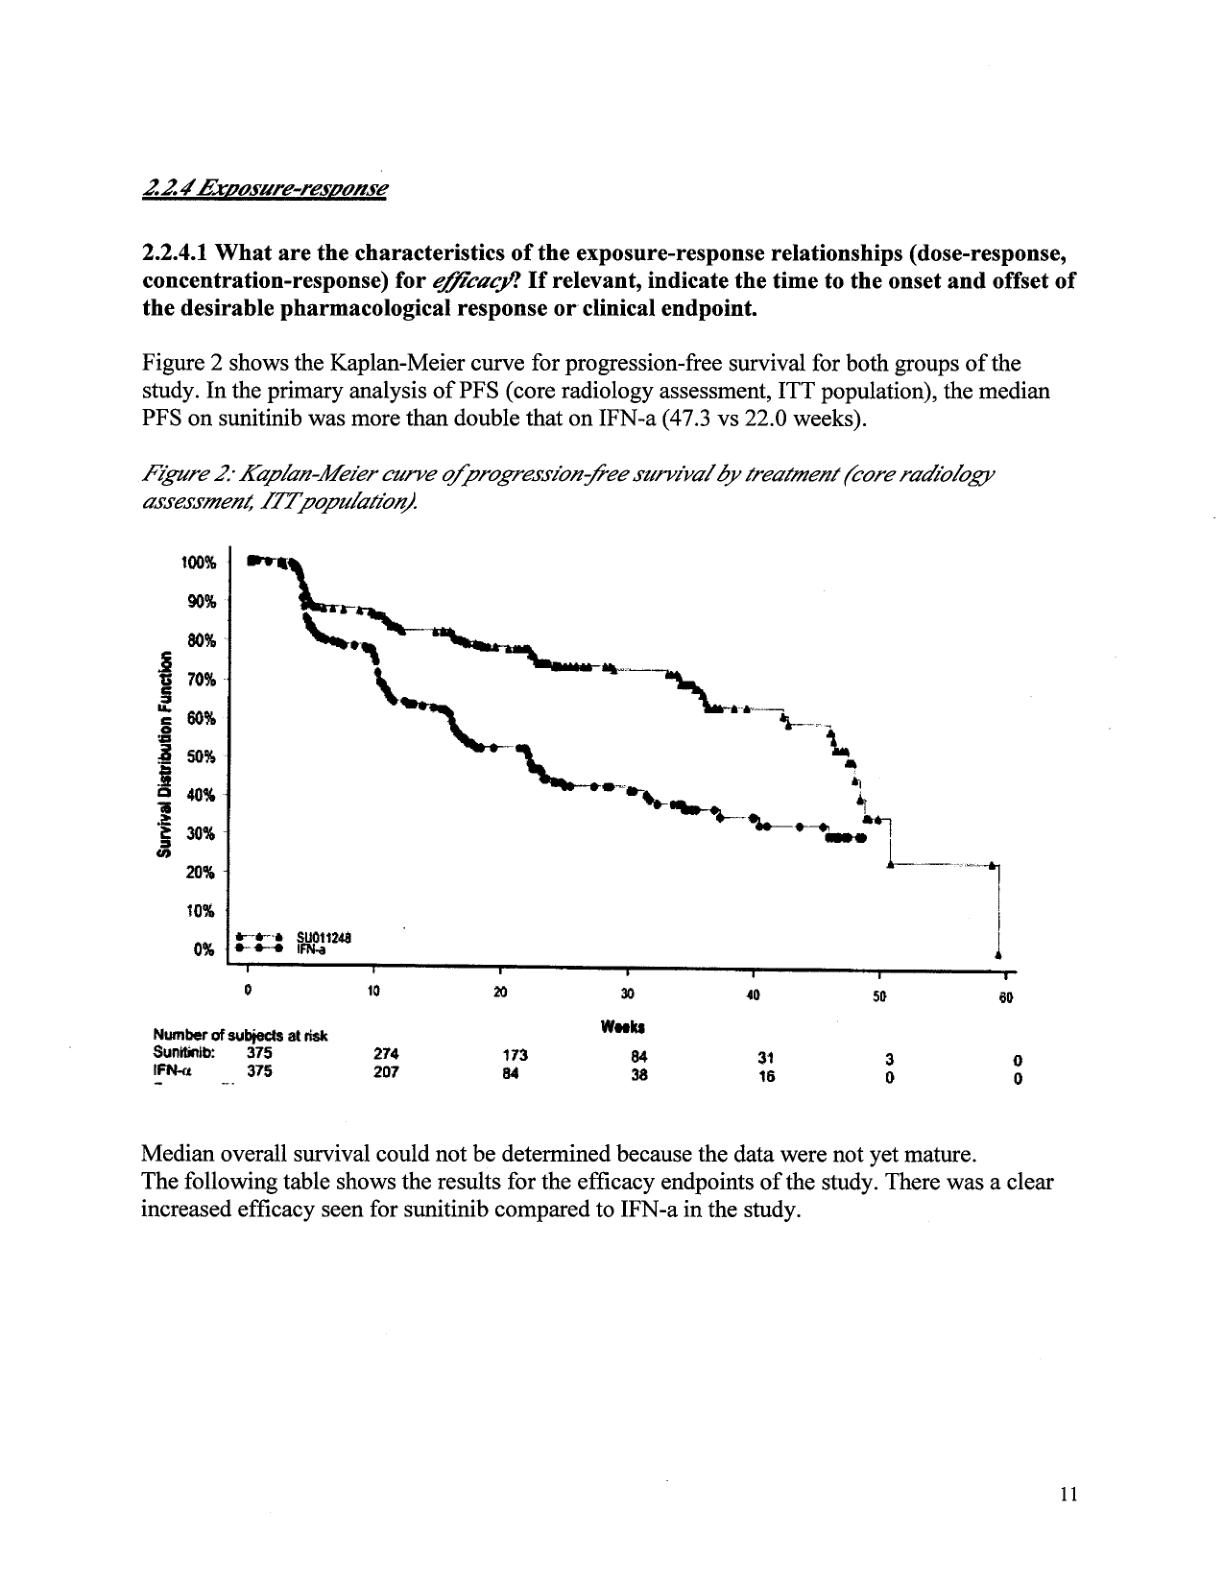 2.2.4 Exposure-response
2.2.4.1 What are the characteristics of the exposure-response relationships (dose-response,
concentration-response) for efficacy? If relevant, indicate the time to the onset and offset of
the desirable pharmacological response or clinical endpoint.
Figure 2 shows the Kaplan-Meier curve for progression-free survival for both groups of the
study. In the primary analysis of PFS (core radiology assessment, ITT population), the median
PFS on sunitinib was more than double that on IFN-a (47.3 vs 22.0 weeks).
Figure 2: Kaplan-Meier curve of progression-free survival by treatment (core radiology
assessment, ITT population).
Survival Distribution Function
100%
90%
80%
70%
60%
50%
40%
30%
20%
10%
0%
SU011248
IFN-a
0 10 20 30 40 50 60
Weeks
Number of subjects at risk
Sunitinib: 375 274 173 84 31 3 0
IFN-α 375 207 84 38 16 0 0
Median overall survival could not be determined because the data were not yet mature.
The following table shows the results for the efficacy endpoints of the study. There was a clear
increased efficacy seen for sunitinib compared to IFN-a in the study.
11